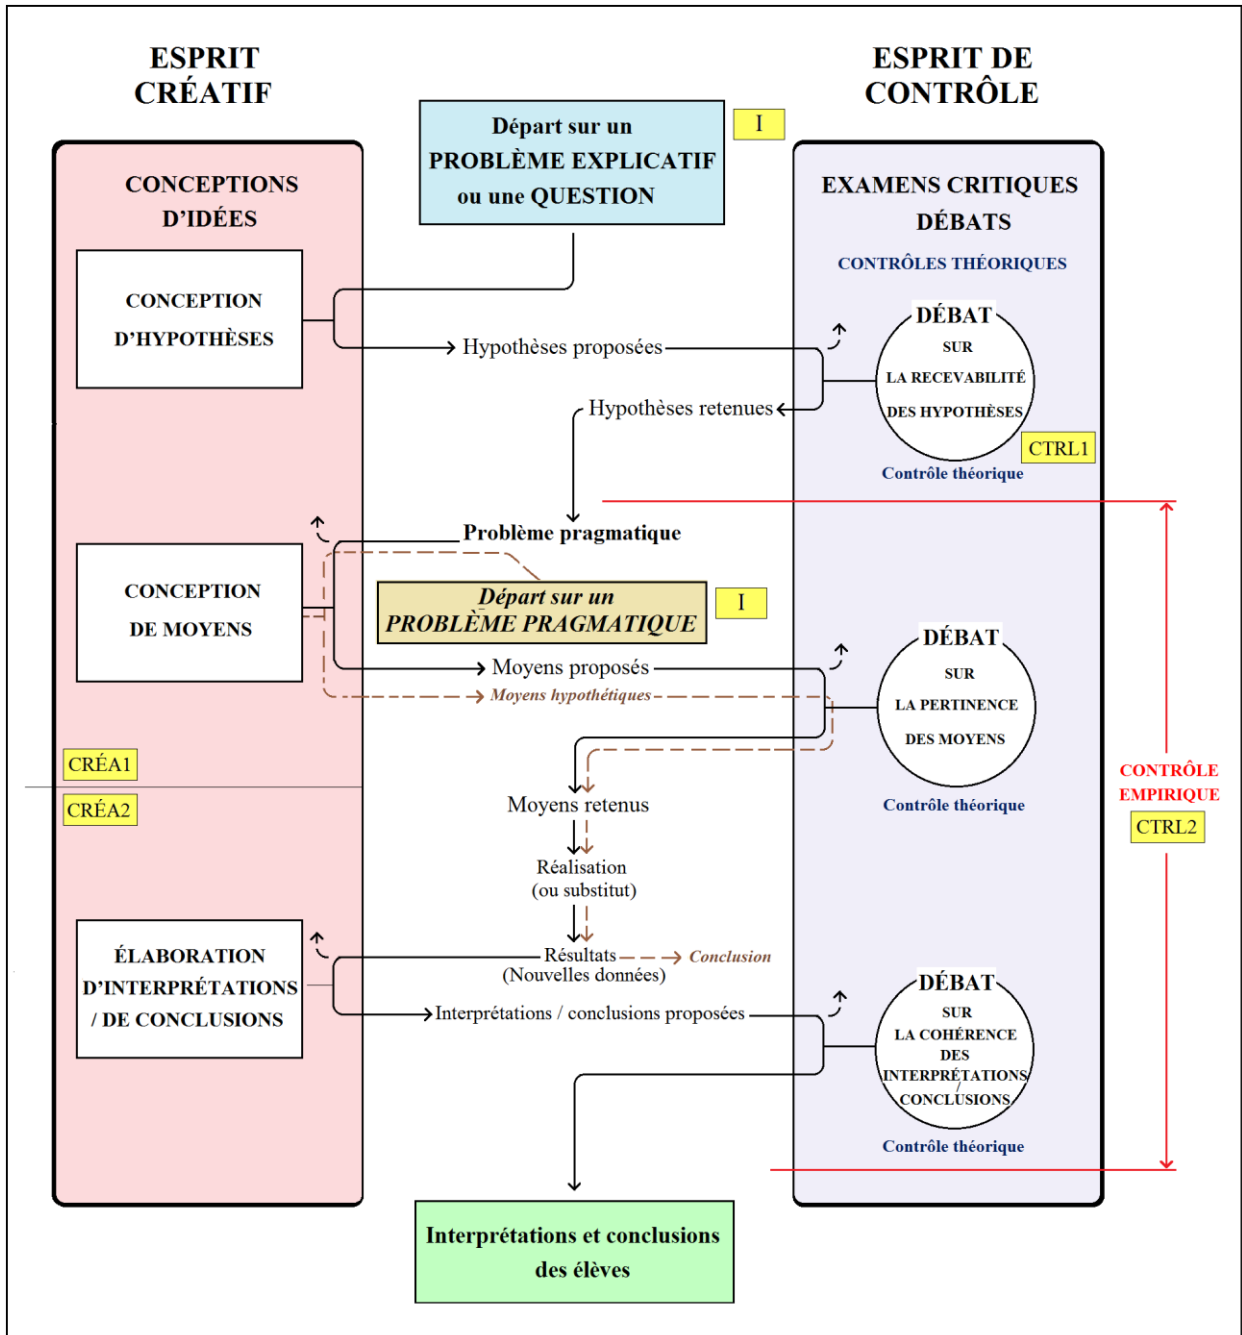 ESPRIT
CRÉATIF
ESPRIT DE
CONTRÔLE
Départ sur un
PROBLÈME EXPLICATIF
ou une QUESTION
I
CONCEPTIONS
D’IDÉES
EXAMENS CRITIQUES
DÉBATS
CONTRÔLES THÉORIQUES
CONCEPTION
D’HYPOTHÈSES
Hypothèses proposées
DÉBAT
SUR
LA RECEVABILITÉ
DES HYPOTHÈSES
Hypothèses retenues
CTRL1
Contrôle théorique
Problème pragmatique
CONCEPTION
DE MOYENS
Départ sur un
PROBLÈME PRAGMATIQUE
I
Moyens proposés
Moyens hypothétiques
DÉBAT
SUR
LA PERTINENCE
DES MOYENS
Contrôle théorique
CRÉA1
CRÉA2
CONTRÔLE
EMPIRIQUE
CTRL2
Moyens retenus
Réalisation
(ou substitut)
Résultats
(Nouvelles données)
Conclusion
ÉLABORATION
D’INTERPRÉTATIONS
/ DE CONCLUSIONS
Interprétations / conclusions proposées
DÉBAT
SUR
LA COHÉRENCE
DES
INTERPRÉTATIONS
/
CONCLUSIONS
Contrôle théorique
Interprétations et conclusions
des élèves